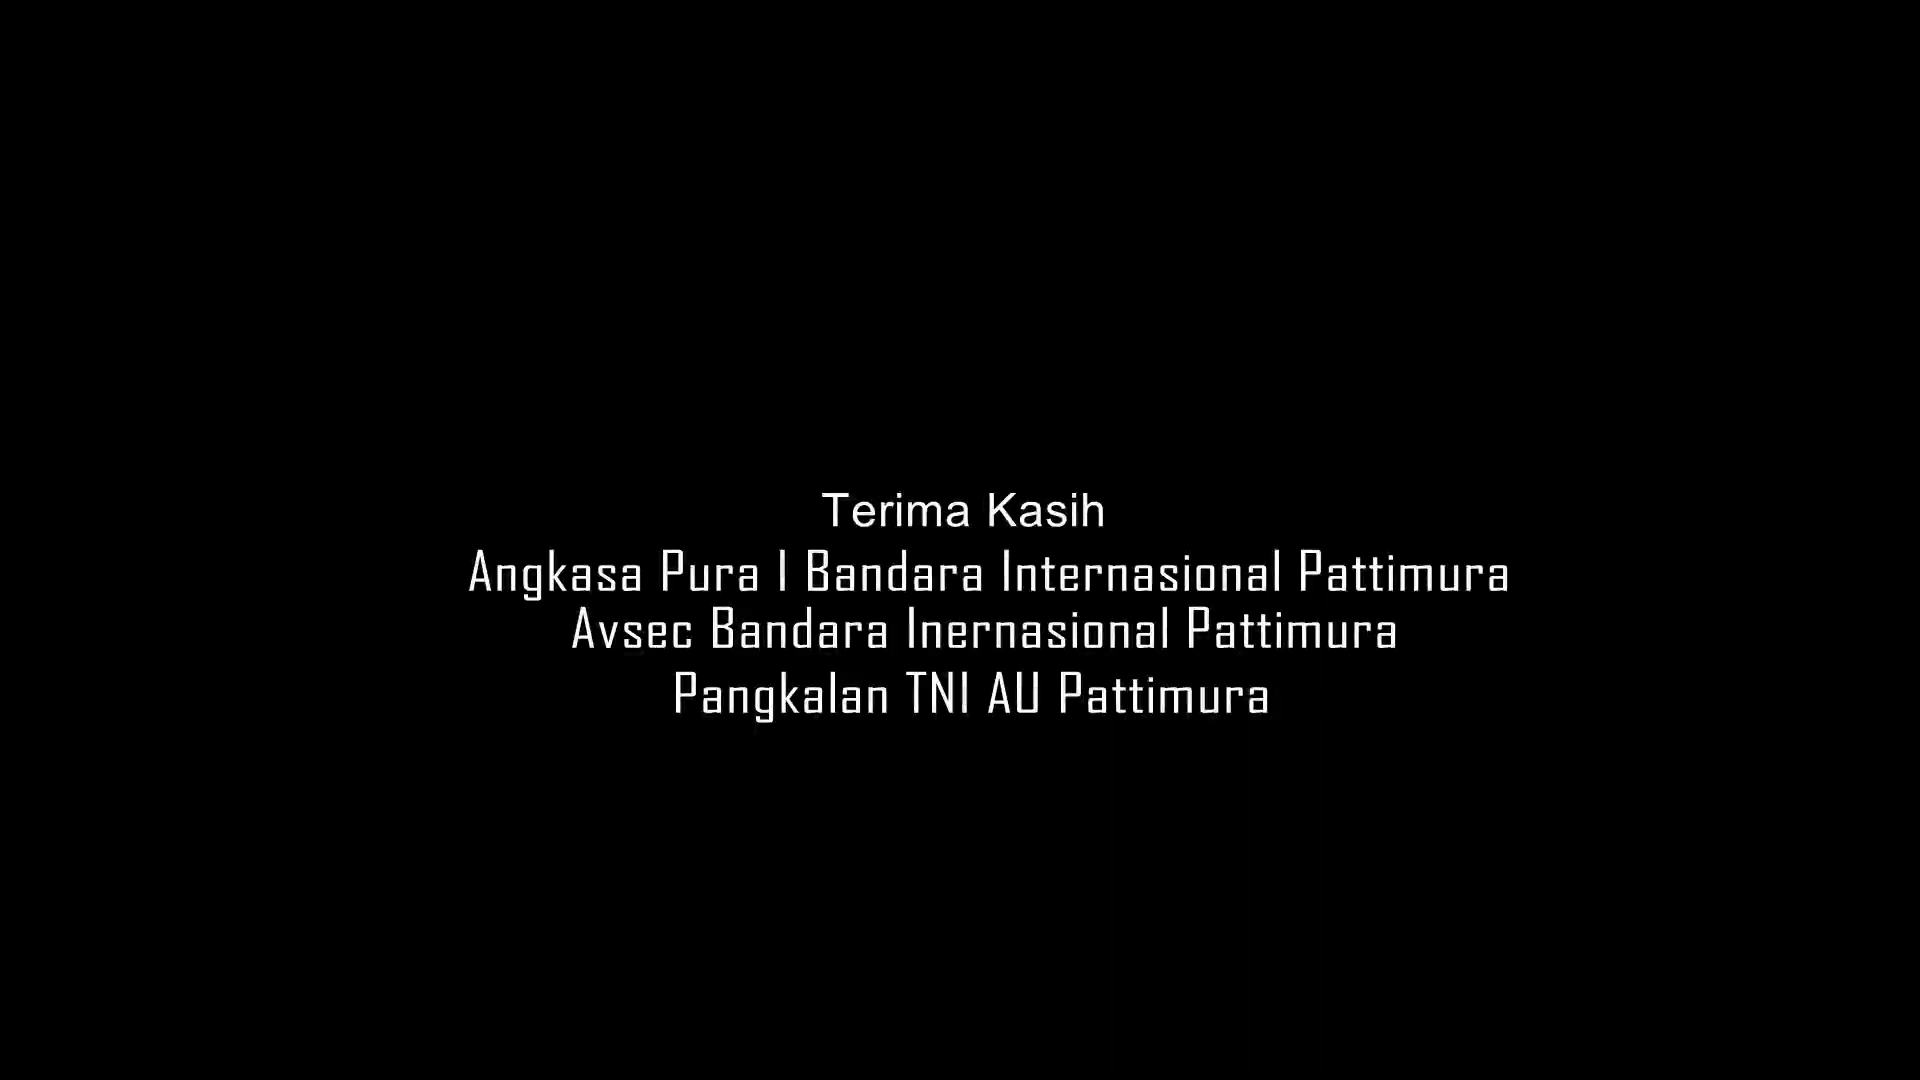 Terima Kasih
Angkasa Pura I Bandara Internasional Pattimura
Avsec Bandara Inernasional Pattimura
Pangkalan TNI AU Pattimura